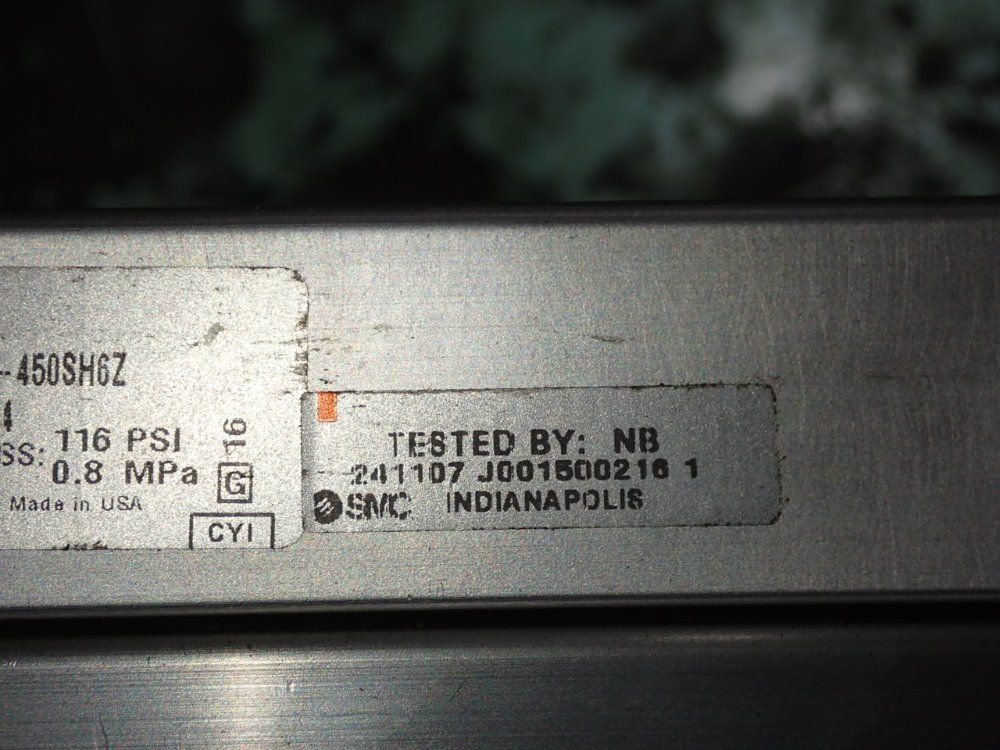 -450SH6Z
4
SS: 116 PSI
0.8 MPa
G 16
Made in USA
CYI
TESTED BY: NB
241107 J001500216 1
SMC INDIANAPOLIS